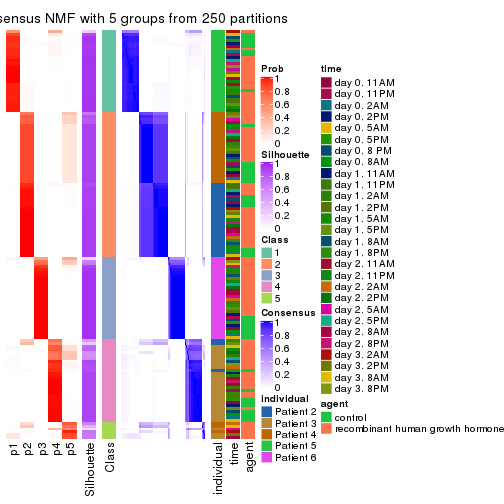 sensus NMF with 5 groups from 250 partitions
Prob
1
0.8
0.6
0.4
0.2
0
Silhouette
1
0.8
0.6
0.4
0.2
0
Class
1
2
3
4
5
Consensus
1
0.8
0.6
0.4
0.2
0
individual
Patient 2
Patient 3
Patient 4
Patient 5
Patient 6
time
day 0. 11AM
day 0. 11PM
day 0. 2AM
day 0. 2PM
day 0. 5AM
day 0. 5PM
day 0. 8 PM
day 0. 8AM
day 1. 11AM
day 1. 11PM
day 1. 2AM
day 1. 2PM
day 1. 5AM
day 1. 5PM
day 1. 8AM
day 1. 8PM
day 2. 11AM
day 2. 11PM
day 2. 2AM
day 2. 2PM
day 2. 5AM
day 2. 5PM
day 2. 8AM
day 2. 8PM
day 3. 2AM
day 3. 2PM
day 3. 8AM
day 3. 8PM
agent
control
recombinant human growth hormone
p1
p2
p3
p4
p5
Silhouette
Class
individual
time
agent